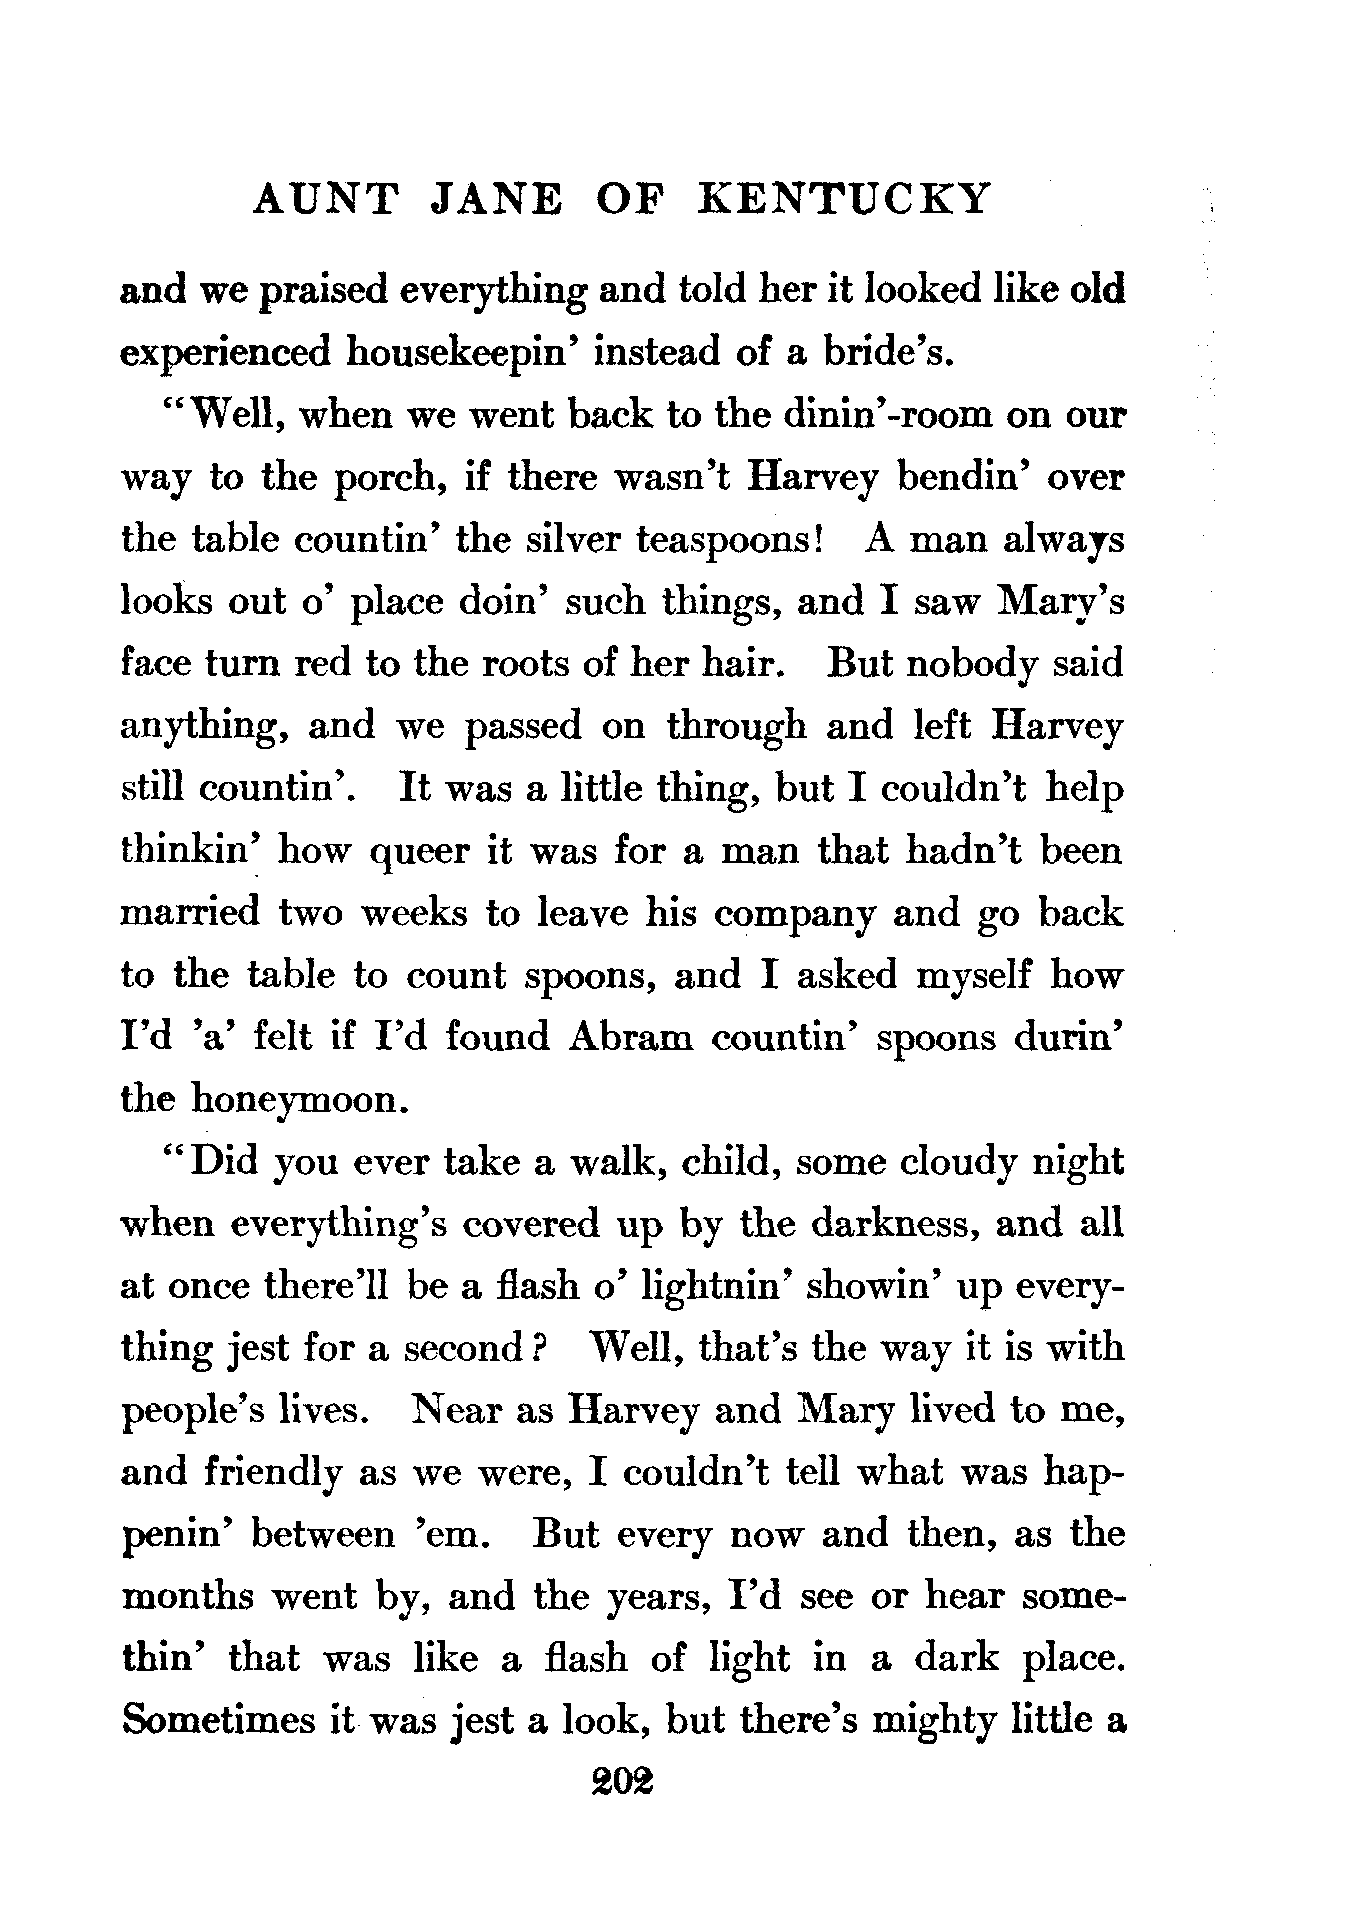 AUNT JANE OF KENTUCKY
and we praised everything and told her it looked like old
experienced housekeepin' instead of a bride's.
"Well, when we went back to the dinin'-room on our
way to the porch, if there wasn't Harvey bendin' over
the table countin' the silver teaspoons! A man always
looks out o' place doin' such things, and I saw Mary's
face turn red to the roots of her hair. But nobody said
anything, and we passed on through and left Harvey
still countin'. It was a little thing, but I couldn't help
thinkin' how queer it was for a man that hadn't been
married two weeks to leave his company and go back
to the table to count spoons, and I asked myself how
I'd 'a' felt if I'd found Abram countin' spoons durin'
the honeymoon.
"Did you ever take a walk, child, some cloudy night
when everything's covered up by the darkness, and all
at once there'll be a flash o' lightnin' showin' up every-
thing jest for a second? Well, that's the way it is with
people's lives. Near as Harvey and Mary lived to me,
and friendly as we were, I couldn't tell what was hap-
penin' between 'em. But every now and then, as the
months went by, and the years, I'd see or hear some-
thin' that was like a flash of light in a dark place.
Sometimes it was jest a look, but there's mighty little a
202